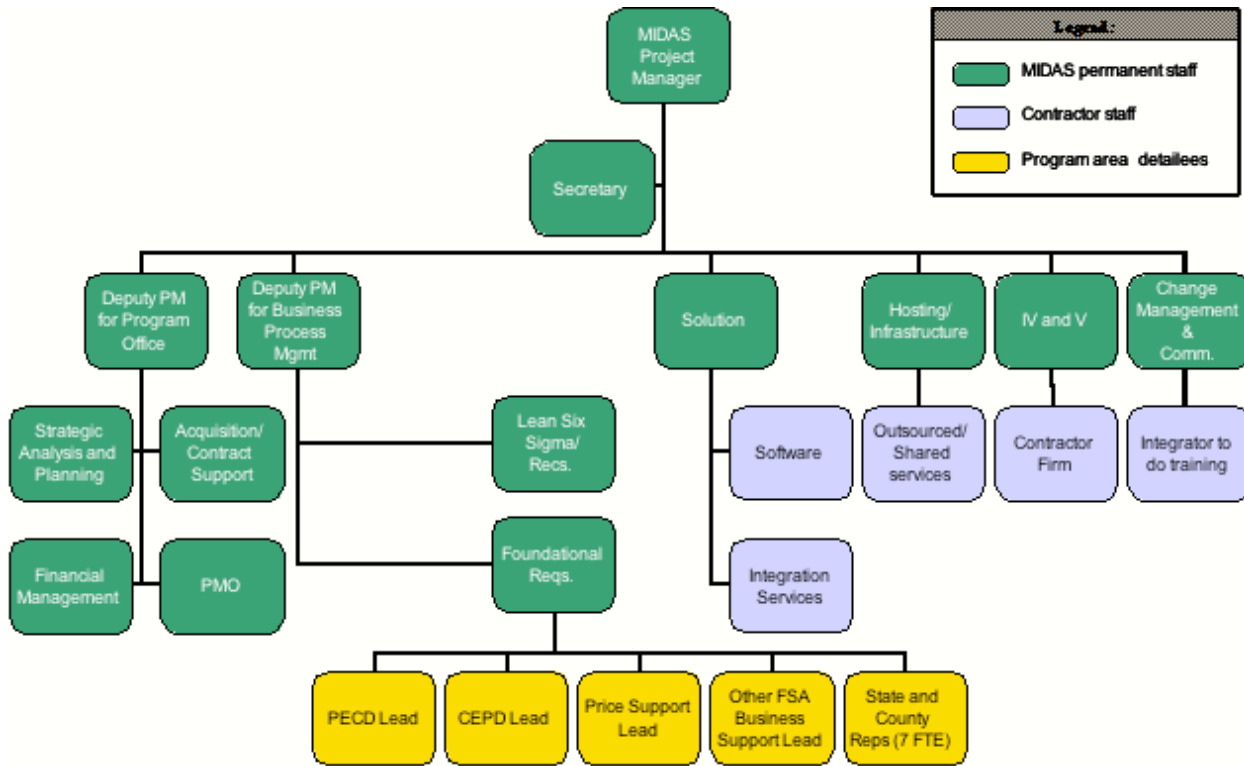 MIDAS
Project
Manager
Legend:
MIDAS permanent staff
Contractor staff
Program area detailees
Secretary
Deputy PM
for Program
Office
Deputy PM
for Business
Process
Mgmt
Solution
Hosting/
Infrastructure
IV and V
Change
Management
&
Comm.
Strategic
Analysis and
Planning
Acquisition/
Contract
Support
Lean Six
Sigma/
Recs.
Software
Outsourced/
Shared
services
Contractor
Firm
Integrator to
do training
Financial
Management
PMO
Foundational
Reqs.
Integration
Services
PECD Lead
CEPD Lead
Price Support
Lead
Other FSA
Business
Support Lead
State and
County
Reps (7 FTE)